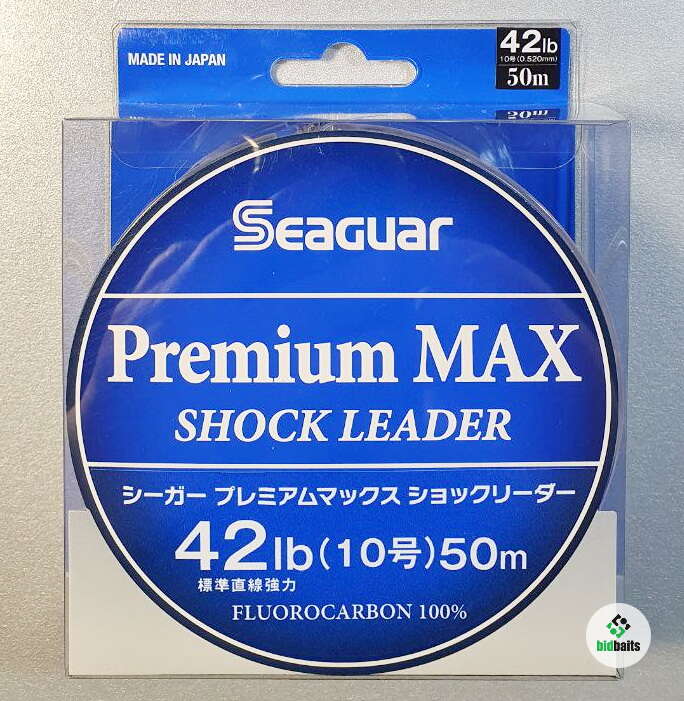 MADE IN JAPAN
42lb
10号(0.520mm)
50m
50m
SEAGUAR
Premium MAX
SHOCK LEADER
シーガー プレミアムマックス ショックリーダー
42lb(10号)50m
標準直線強力
FLUOROCARBON 100%
bidbaits